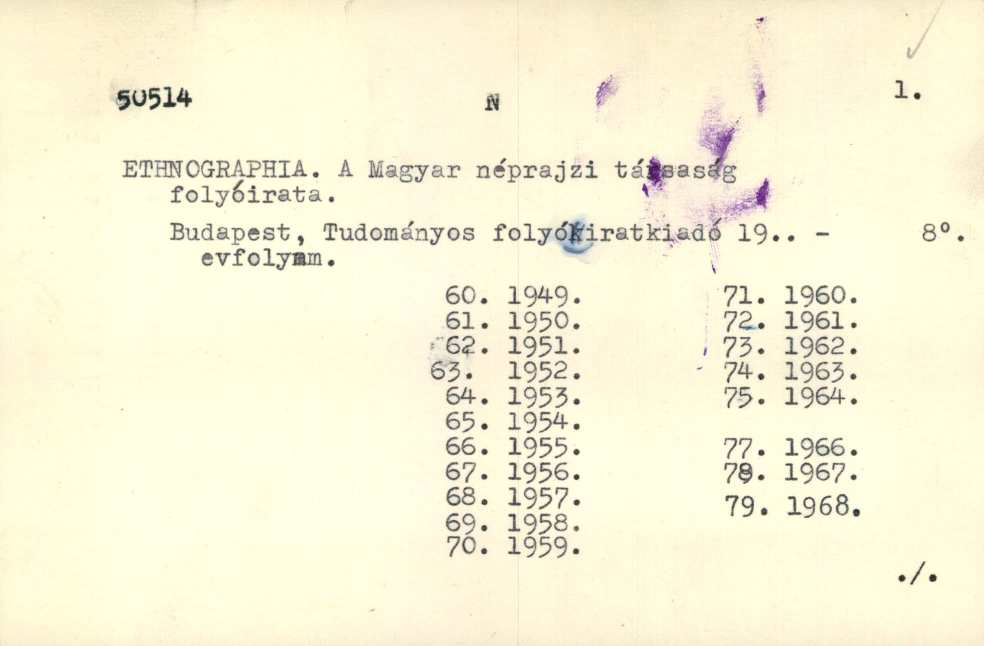 50514 N 1.
ETHNOGRAPHIA. A Magyar néprajzi társaság
folyóirata.
Budapest, Tudományos folyókiratkiadó 19.. - 8°.
evfolyam.
60. 1949. 71. 1960.
61. 1950. 72. 1961.
62. 1951. 73. 1962.
63. 1952. 74. 1963.
64. 1953. 75. 1964.
65. 1954.
66. 1955. 77. 1966.
67. 1956. 78. 1967.
68. 1957. 79. 1968.
69. 1958.
70. 1959.
./.